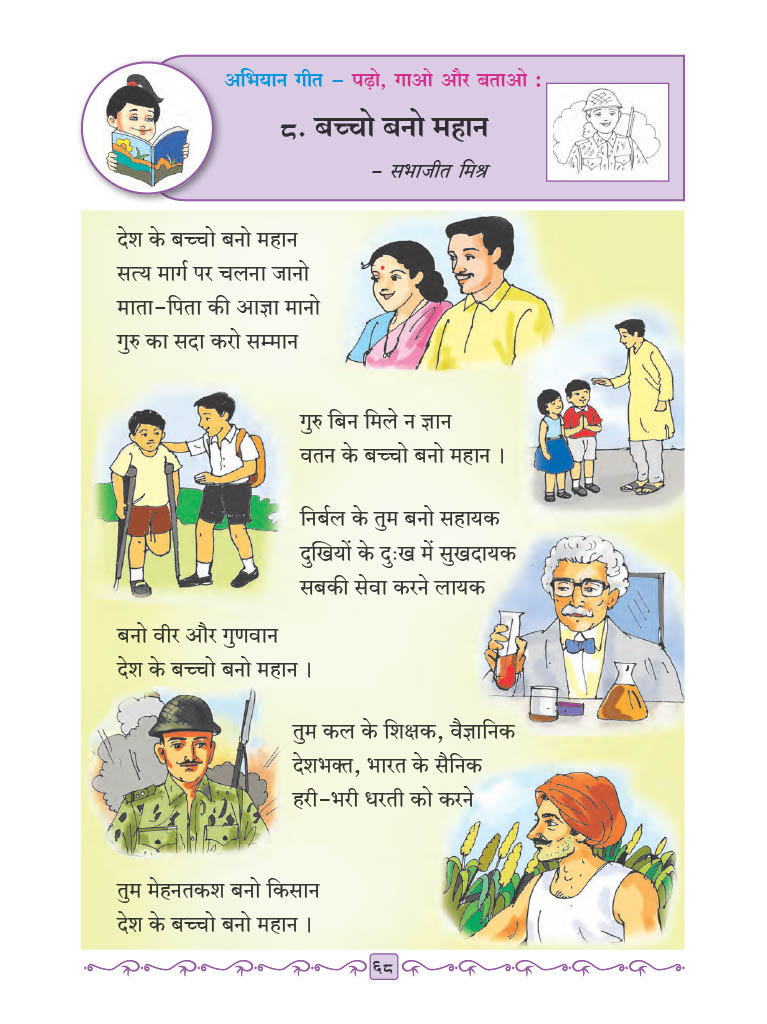 अभियान गीत – पढ़ो, गाओ और बताओ :
८. बच्चो बनो महान
– सभाजीत मिश्र
देश के बच्चो बनो महान
सत्य मार्ग पर चलना जानो
माता-पिता की आज्ञा मानो
गुरु का सदा करो सम्मान
गुरु बिन मिले न ज्ञान
वतन के बच्चो बनो महान ।
निर्बल के तुम बनो सहायक
दुखियों के दुःख में सुखदायक
सबकी सेवा करने लायक
बनो वीर और गुणवान
देश के बच्चो बनो महान ।
तुम कल के शिक्षक, वैज्ञानिक
देशभक्त, भारत के सैनिक
हरी-भरी धरती को करने
तुम मेहनतकश बनो किसान
देश के बच्चो बनो महान ।
६८